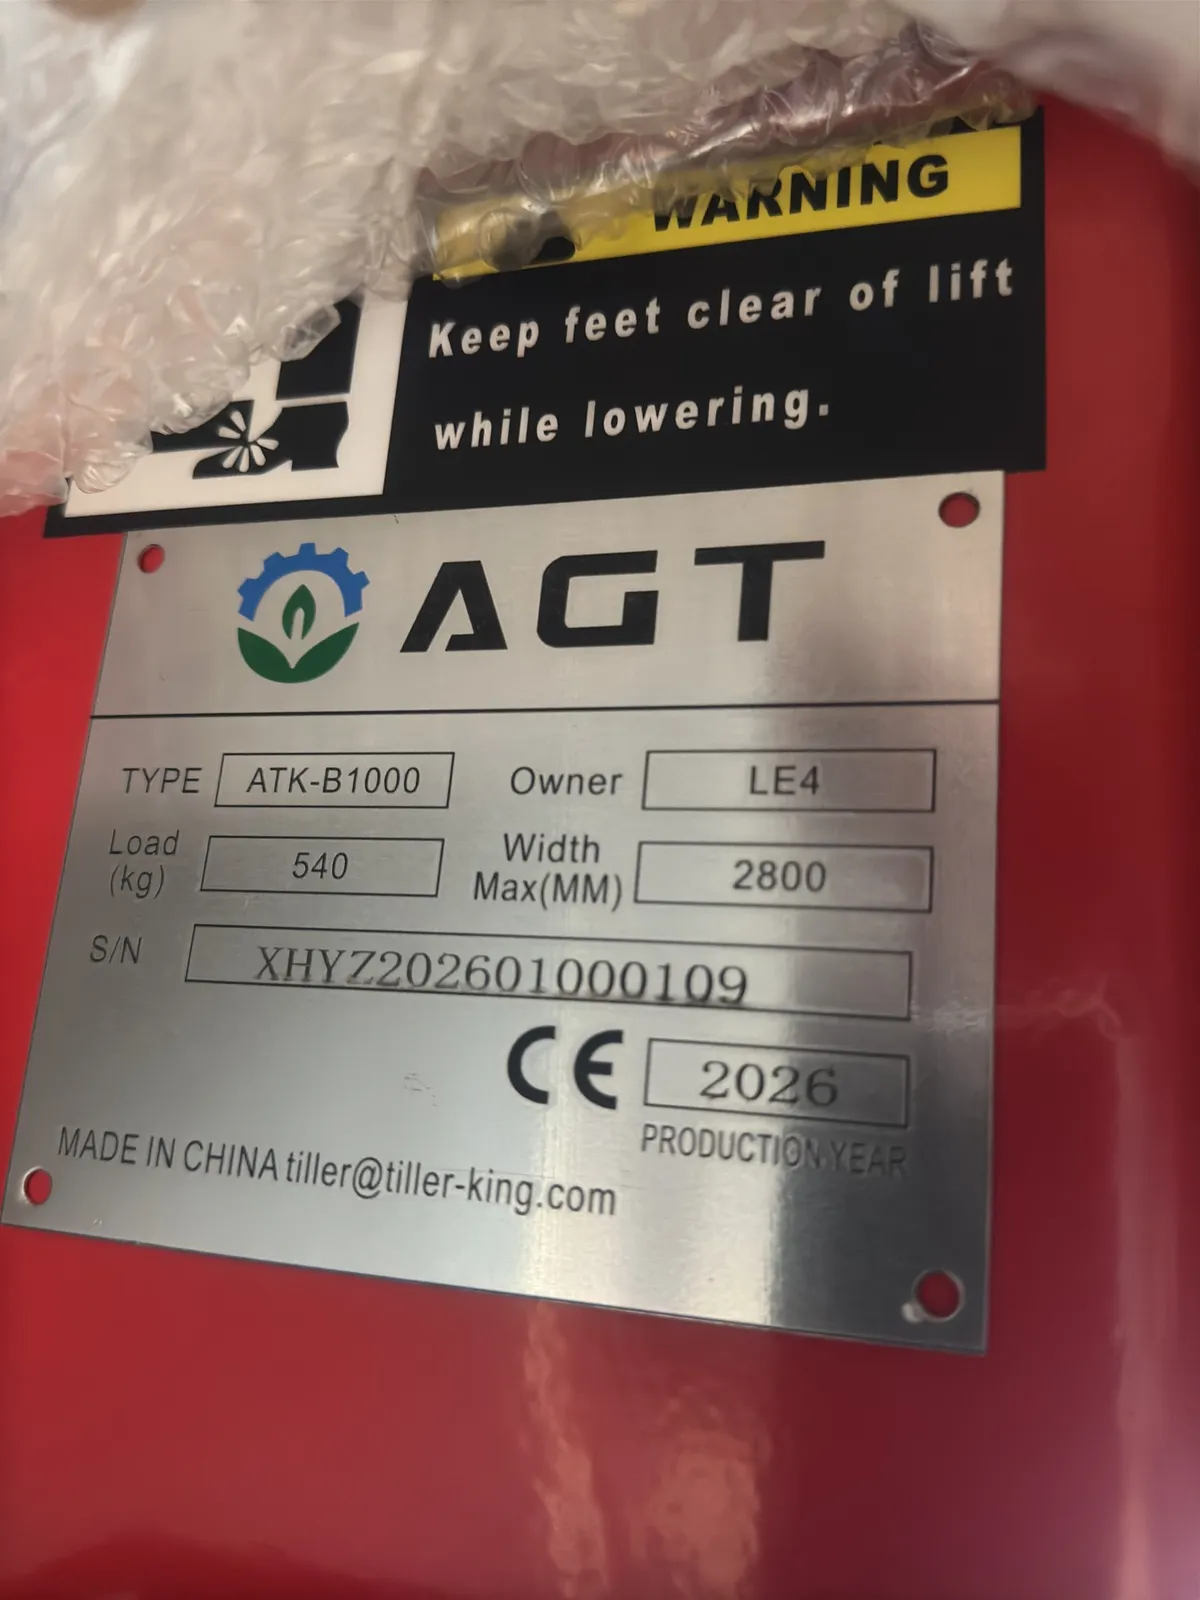 WARNING
Keep feet clear of lift
while lowering.
AGT
TYPE ATK-B1000 Owner LE4
Load (kg) 540 Width Max(MM) 2800
S/N XHYZ202601000109
CE 2026
PRODUCTION YEAR
MADE IN CHINA tiller@tiller-king.com